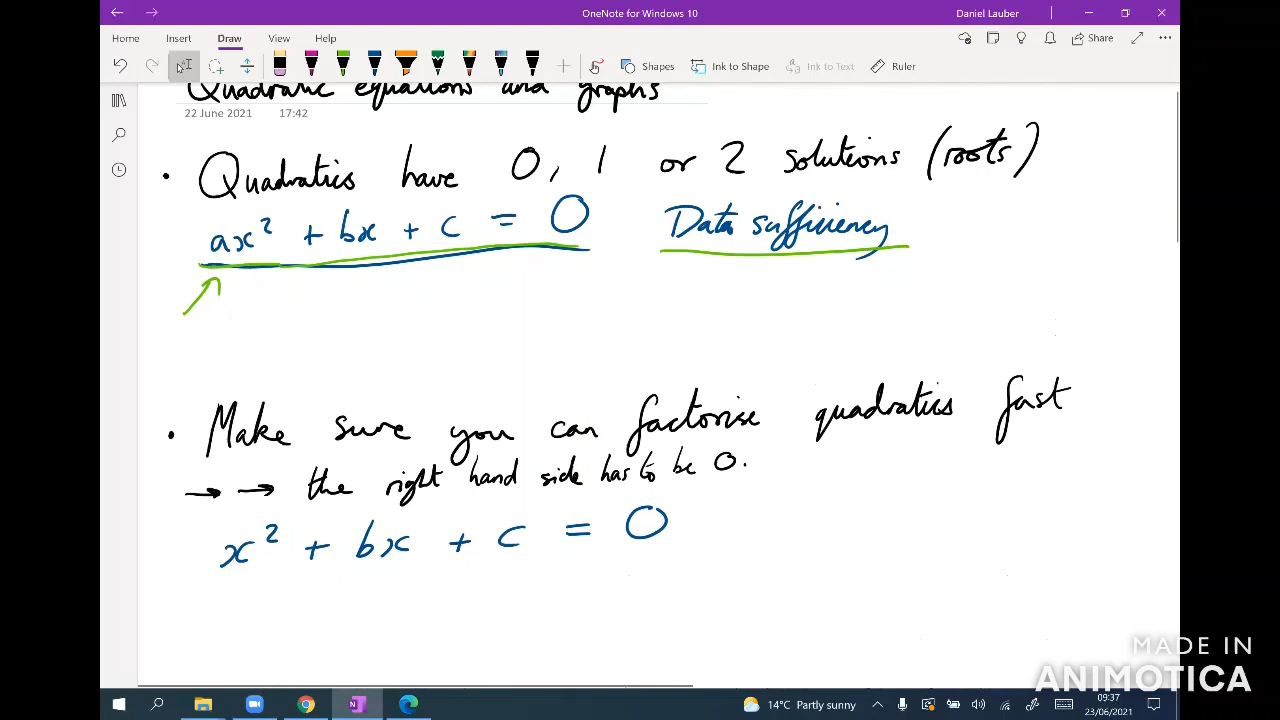 OneNote for Windows 10
Daniel Lauber
Home Insert Draw View Help
Share
Shapes Ink to Shape Ink to Text Ruler
Quadratic equations and graphs
22 June 2021 17:42
• Quadratics have 0, 1 or 2 solutions (roots)
ax² + bx + c = 0 Data sufficiency
• Make sure you can factorise quadratics fast
→ → the right hand side has to be 0.
x² + bx + c = 0
MADE IN
ANIMOTICA
14°C Partly sunny
09:37
23/06/2021